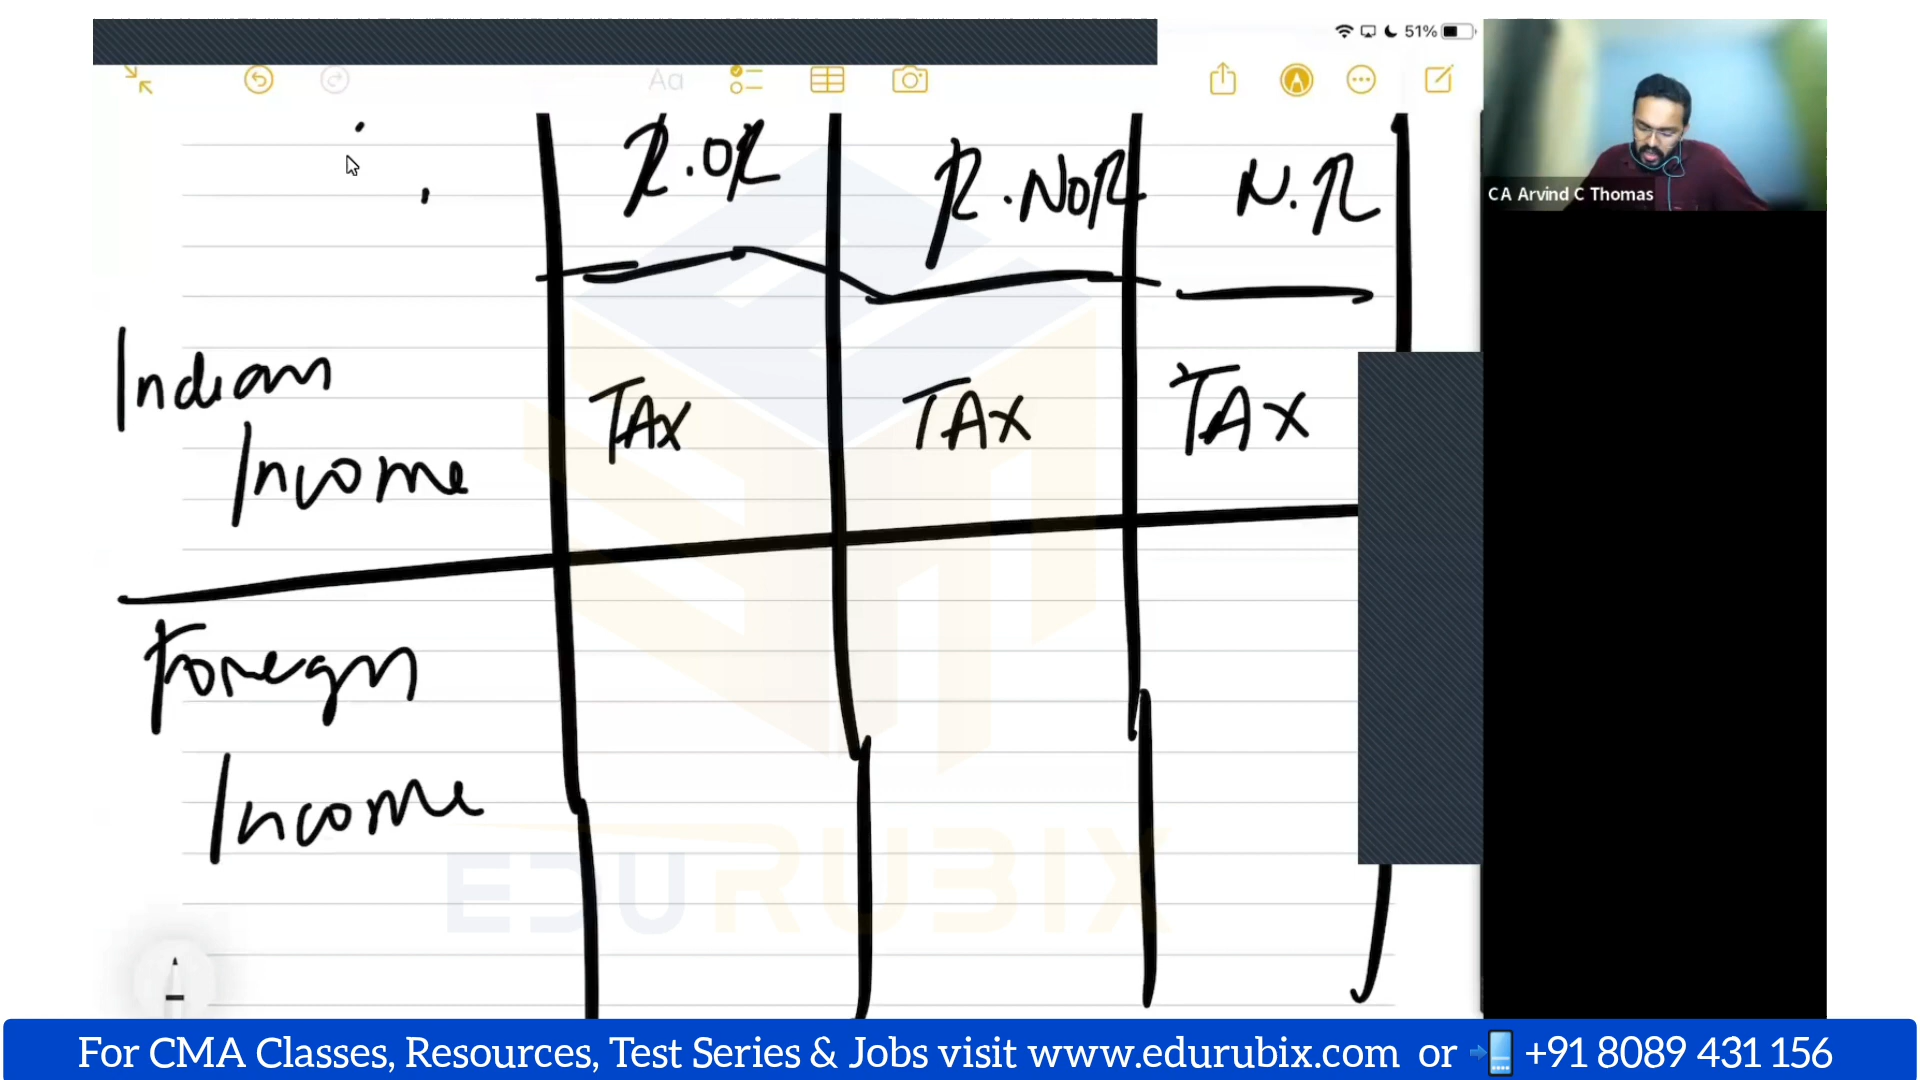 51%
Aa
R.OR R.NOR N.R
CA Arvind C Thomas
Indian
Income
TAX TAX TAX
Foreign
Income
EDURUBIX
For CMA Classes, Resources, Test Series & Jobs visit www.edurubix.com or +91 8089 431 156